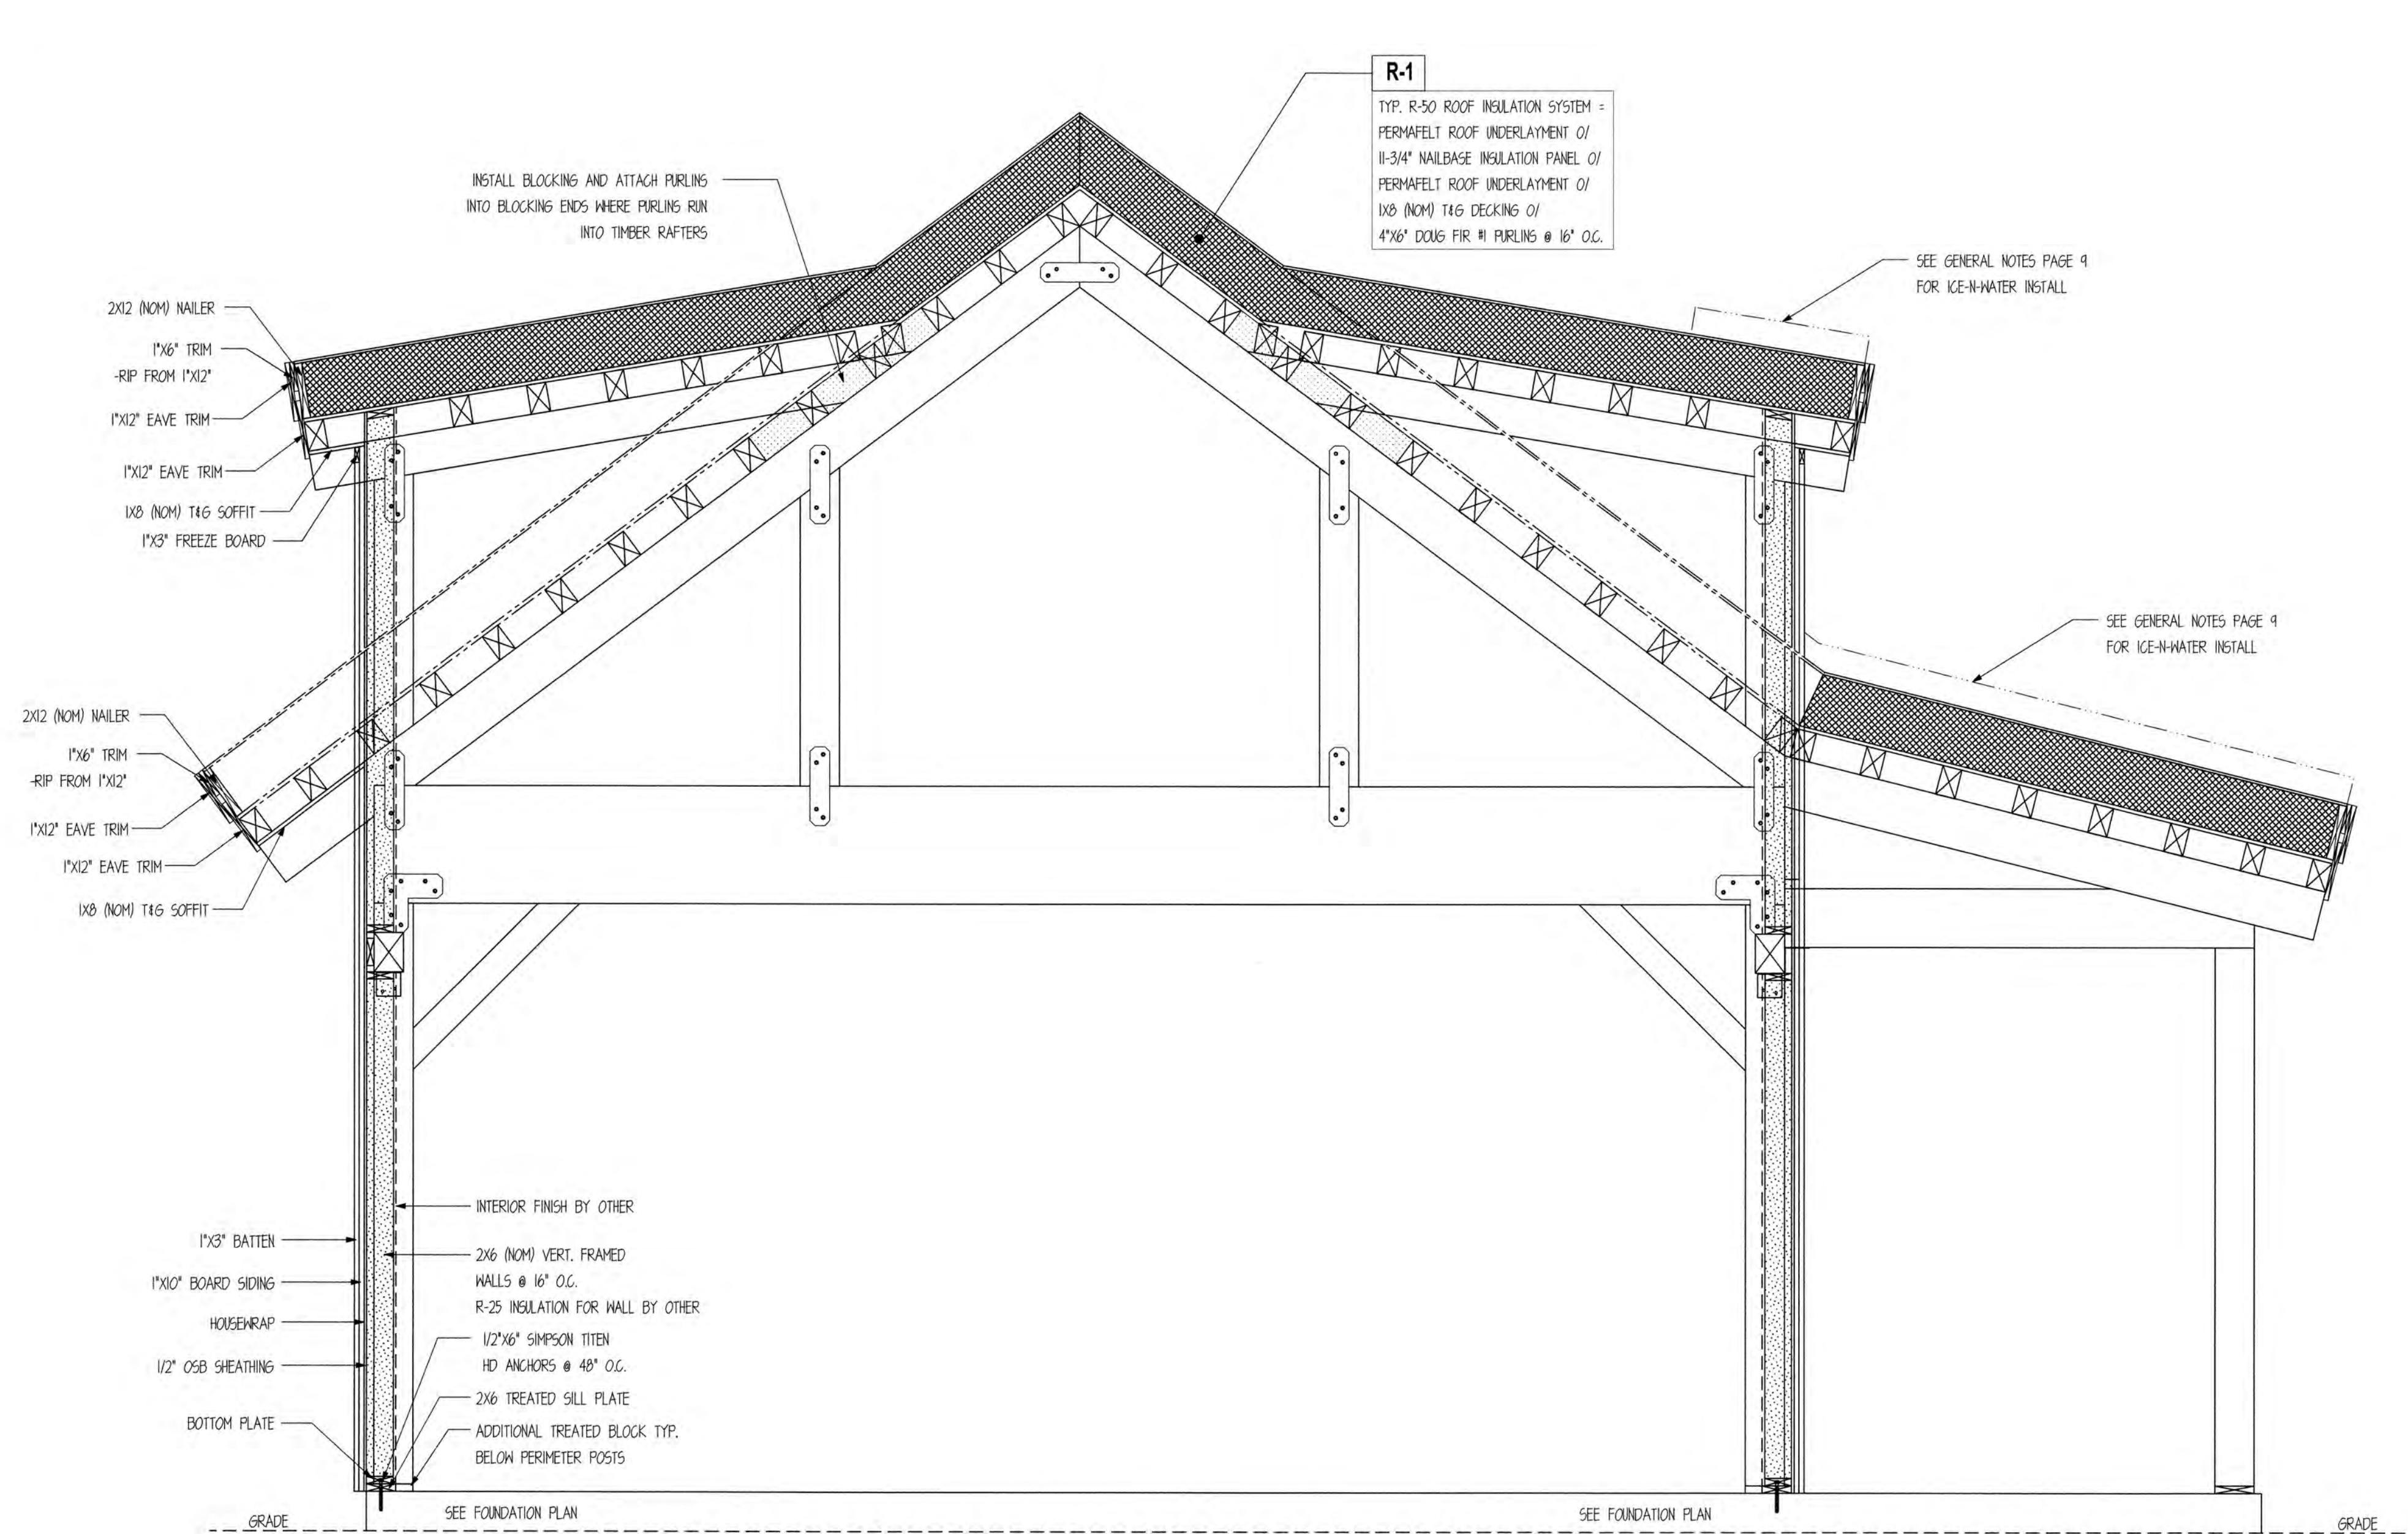 R-1
TYP. R-50 ROOF INSULATION SYSTEM =
PERMAFELT ROOF UNDERLAYMENT O/
11-3/4" NAILBASE INSULATION PANEL O/
PERMAFELT ROOF UNDERLAYMENT O/
1X8 (NOM) T&G DECKING O/
4"X6" DOUG FIR #1 PURLINS @ 16" O.C.
INSTALL BLOCKING AND ATTACH PURLINS
INTO BLOCKING ENDS WHERE PURLINS RUN
INTO TIMBER RAFTERS
SEE GENERAL NOTES PAGE 9
FOR ICE-N-WATER INSTALL
2X12 (NOM) NAILER
1"X6" TRIM
-RIP FROM 1"X12"
1"X12" EAVE TRIM
1"X12" EAVE TRIM
1X8 (NOM) T&G SOFFIT
1"X3" FREEZE BOARD
SEE GENERAL NOTES PAGE 9
FOR ICE-N-WATER INSTALL
2X12 (NOM) NAILER
1"X6" TRIM
-RIP FROM 1"X12"
1"X12" EAVE TRIM
1"X12" EAVE TRIM
1X8 (NOM) T&G SOFFIT
INTERIOR FINISH BY OTHER
1"X3" BATTEN
2X6 (NOM) VERT. FRAMED
WALLS @ 16" O.C.
R-25 INSULATION FOR WALL BY OTHER
1"X10" BOARD SIDING
HOUSEWRAP
1/2" OSB SHEATHING
1/2"X6" SIMPSON TITEN
HD ANCHORS @ 48" O.C.
2X6 TREATED SILL PLATE
BOTTOM PLATE
ADDITIONAL TREATED BLOCK TYP.
BELOW PERIMETER POSTS
SEE FOUNDATION PLAN
SEE FOUNDATION PLAN
GRADE
GRADE